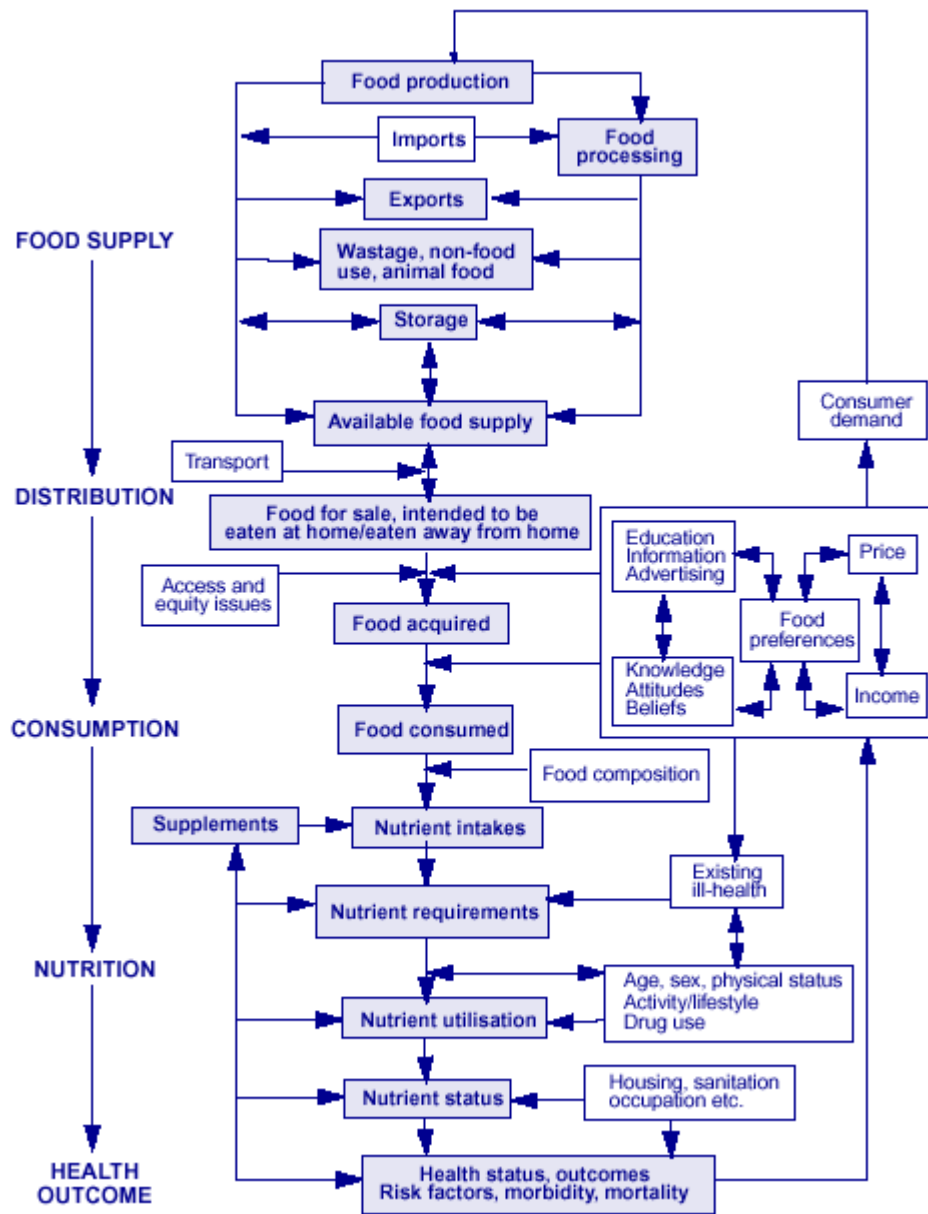 Food production
Imports
Food
processing
Exports
FOOD SUPPLY
Wastage, non-food
use, animal food
Storage
Available food supply
Consumer
demand
Transport
DISTRIBUTION
Food for sale, intended to be
eaten at home/eaten away from home
Education
Information
Advertising
Price
Access and
equity issues
Food acquired
Food
preferences
Knowledge
Attitudes
Beliefs
Income
CONSUMPTION
Food consumed
Food composition
Supplements
Nutrient intakes
Existing
ill-health
Nutrient requirements
NUTRITION
Age, sex, physical status
Activity/lifestyle
Drug use
Nutrient utilisation
Housing, sanitation
occupation etc.
Nutrient status
HEALTH
OUTCOME
Health status, outcomes
Risk factors, morbidity, mortality